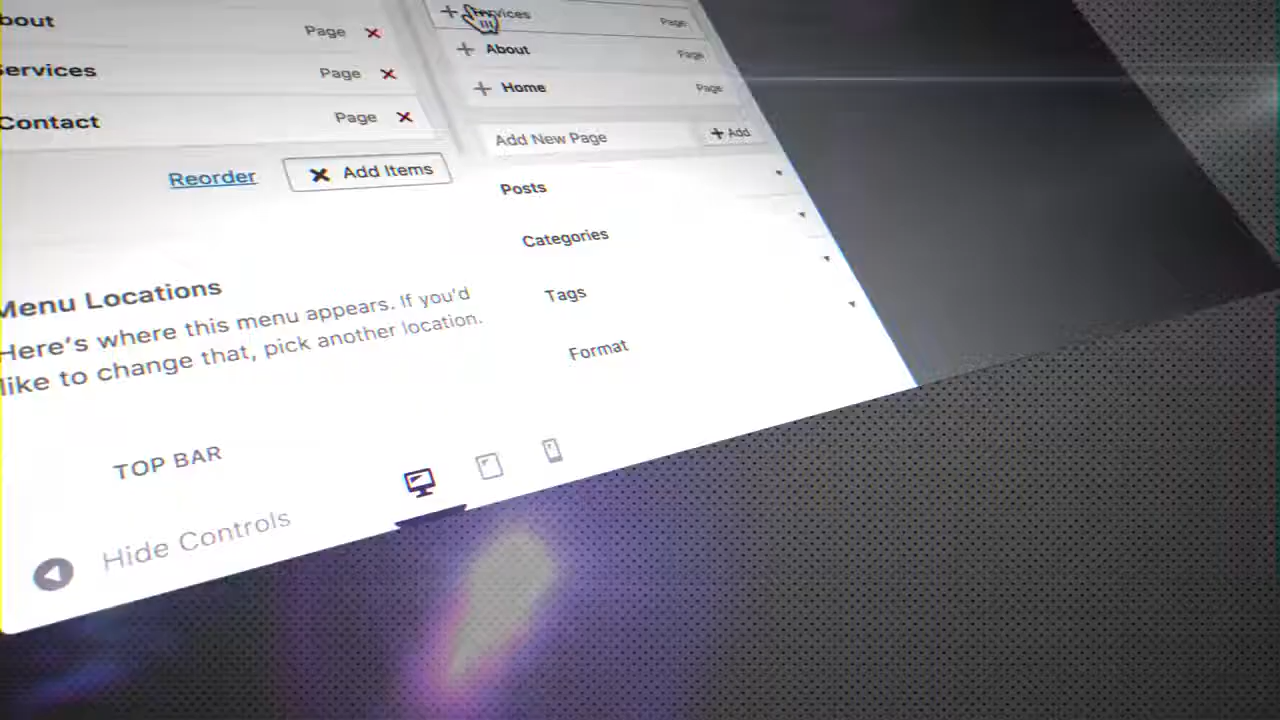 bout
Page
ervices
Page
Contact
Page
Reorder
Add Items
Menu Locations
Here's where this menu appears. If you'd
like to change that, pick another location.
TOP BAR
Hide Controls
Services
Page
About
Page
Home
Page
Add New Page
Add
Posts
Categories
Tags
Format